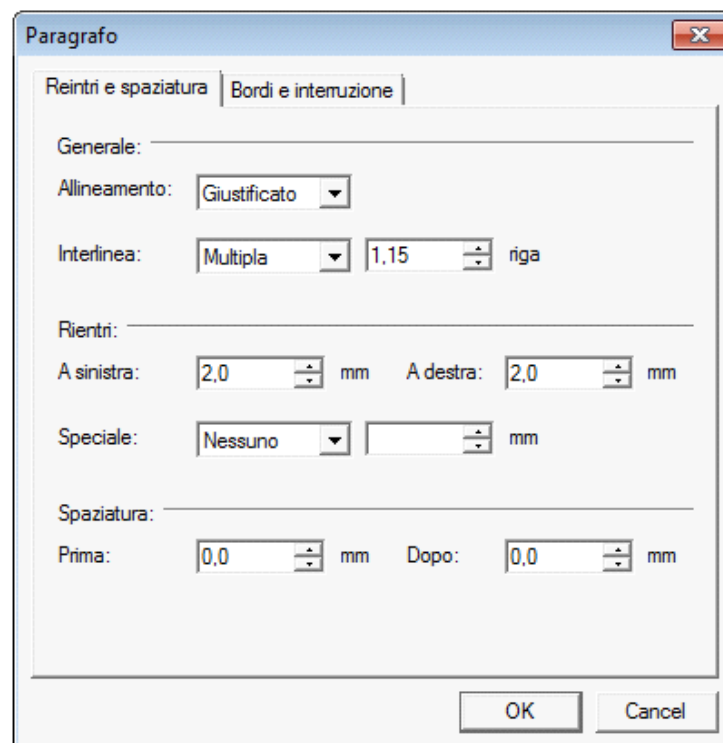 Paragrafo
Reintri e spaziatura Bordi e interruzione
Generale:
Allineamento: Giustificato
Interlinea: Multipla 1,15 riga
Rientri:
A sinistra: 2,0 mm A destra: 2,0 mm
Speciale: Nessuno mm
Spaziatura:
Prima: 0,0 mm Dopo: 0,0 mm
OK Cancel